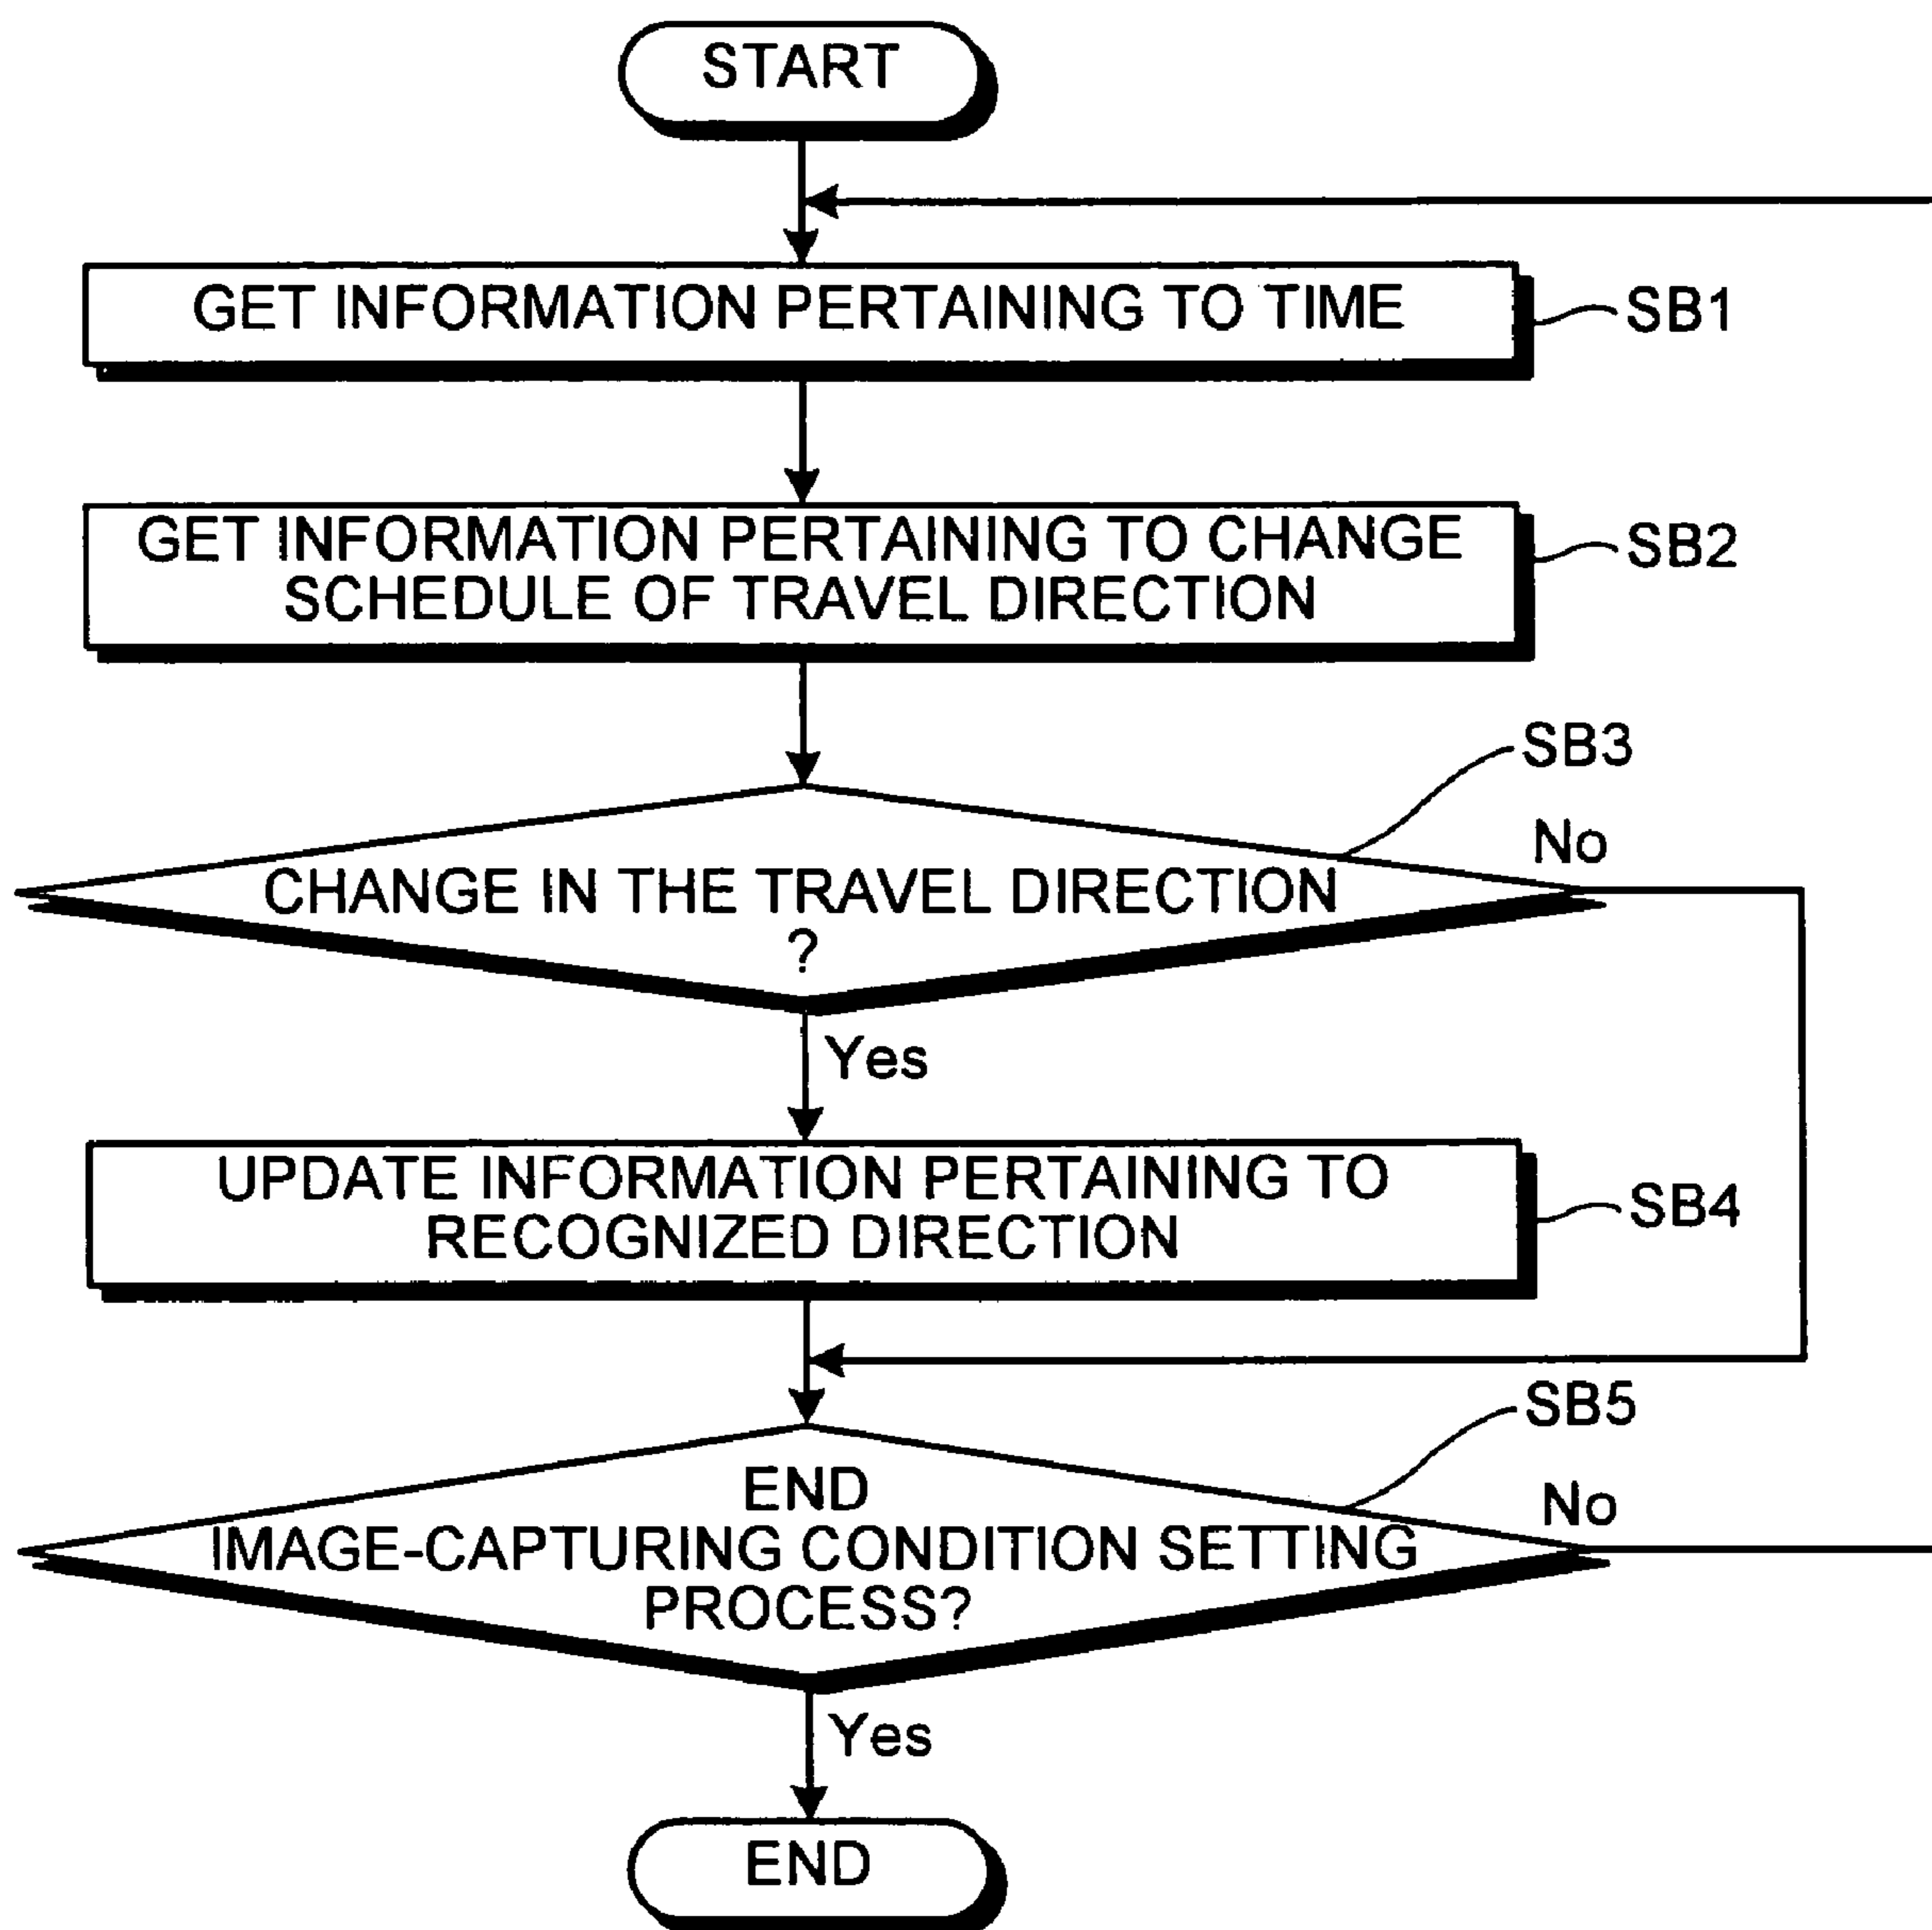 START
GET INFORMATION PERTAINING TO TIME
SB1
GET INFORMATION PERTAINING TO CHANGE
SCHEDULE OF TRAVEL DIRECTION
SB2
SB3
No
CHANGE IN THE TRAVEL DIRECTION
?
Yes
UPDATE INFORMATION PERTAINING TO
RECOGNIZED DIRECTION
SB4
SB5
END
No
IMAGE-CAPTURING CONDITION SETTING
PROCESS?
Yes
END